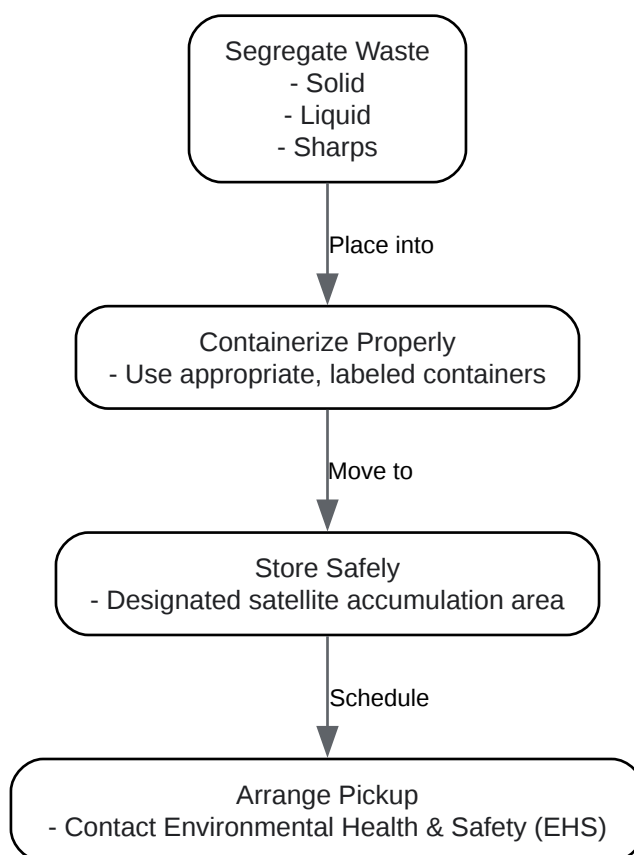 Segregate Waste
- Solid
- Liquid
- Sharps
Place into
Containerize Properly
- Use appropriate, labeled containers
Move to
Store Safely
- Designated satellite accumulation area
Schedule
Arrange Pickup
- Contact Environmental Health & Safety (EHS)